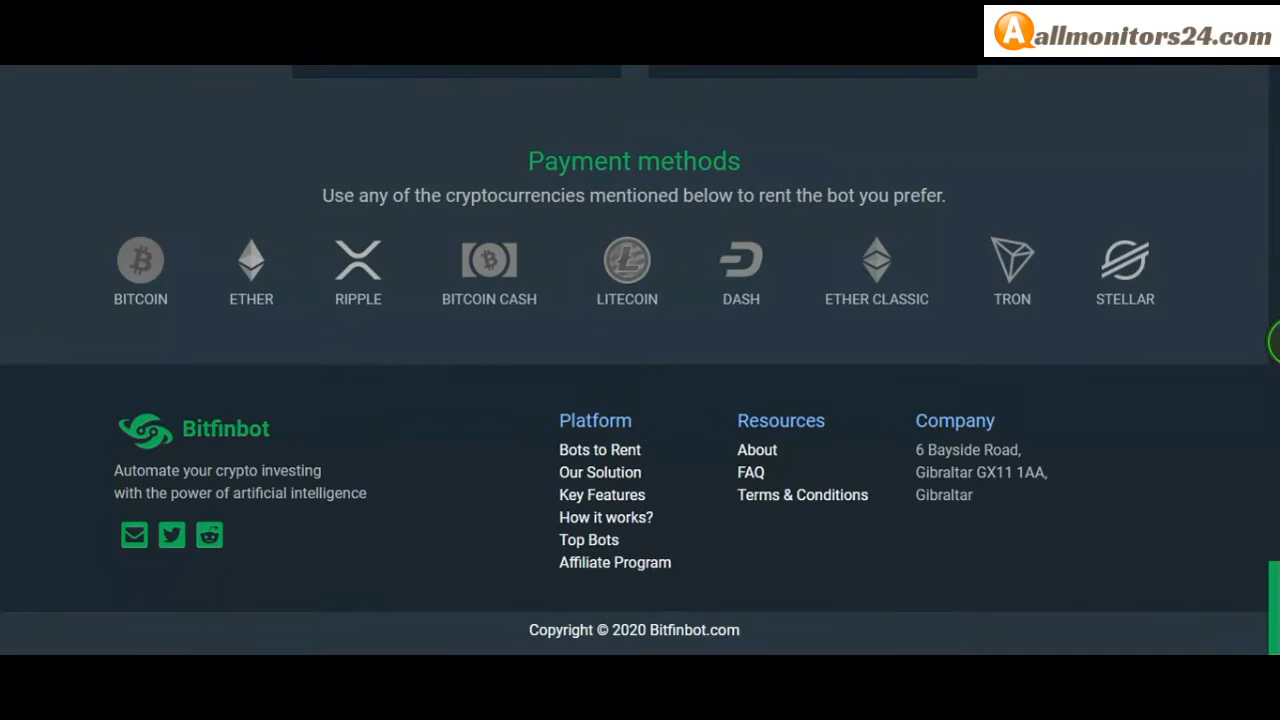 allmonitors24.com
Payment methods
Use any of the cryptocurrencies mentioned below to rent the bot you prefer.
BITCOIN
ETHER
RIPPLE
BITCOIN CASH
LITECOIN
DASH
ETHER CLASSIC
TRON
STELLAR
Bitfinbot
Automate your crypto investing
with the power of artificial intelligence
Platform
Bots to Rent
Our Solution
Key Features
How it works?
Top Bots
Affiliate Program
Resources
About
FAQ
Terms & Conditions
Company
6 Bayside Road,
Gibraltar GX11 1AA,
Gibraltar
Copyright © 2020 Bitfinbot.com